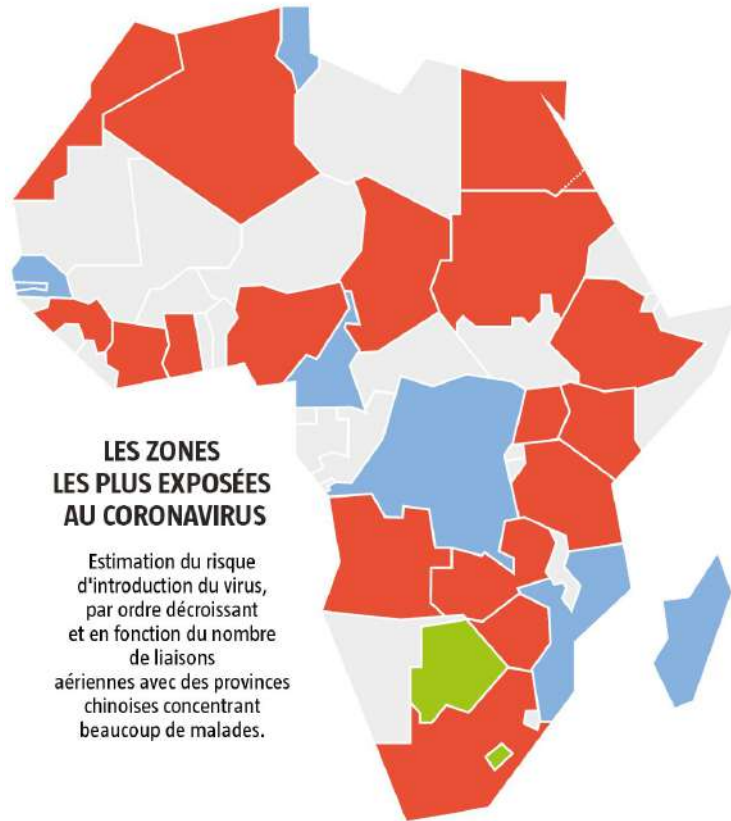 LES ZONES
LES PLUS EXPOSÉES
AU CORONAVIRUS
Estimation du risque
d'introduction du virus,
par ordre décroissant
et en fonction du nombre
de liaisons
aériennes avec des provinces
chinoises concentrant
beaucoup de malades.